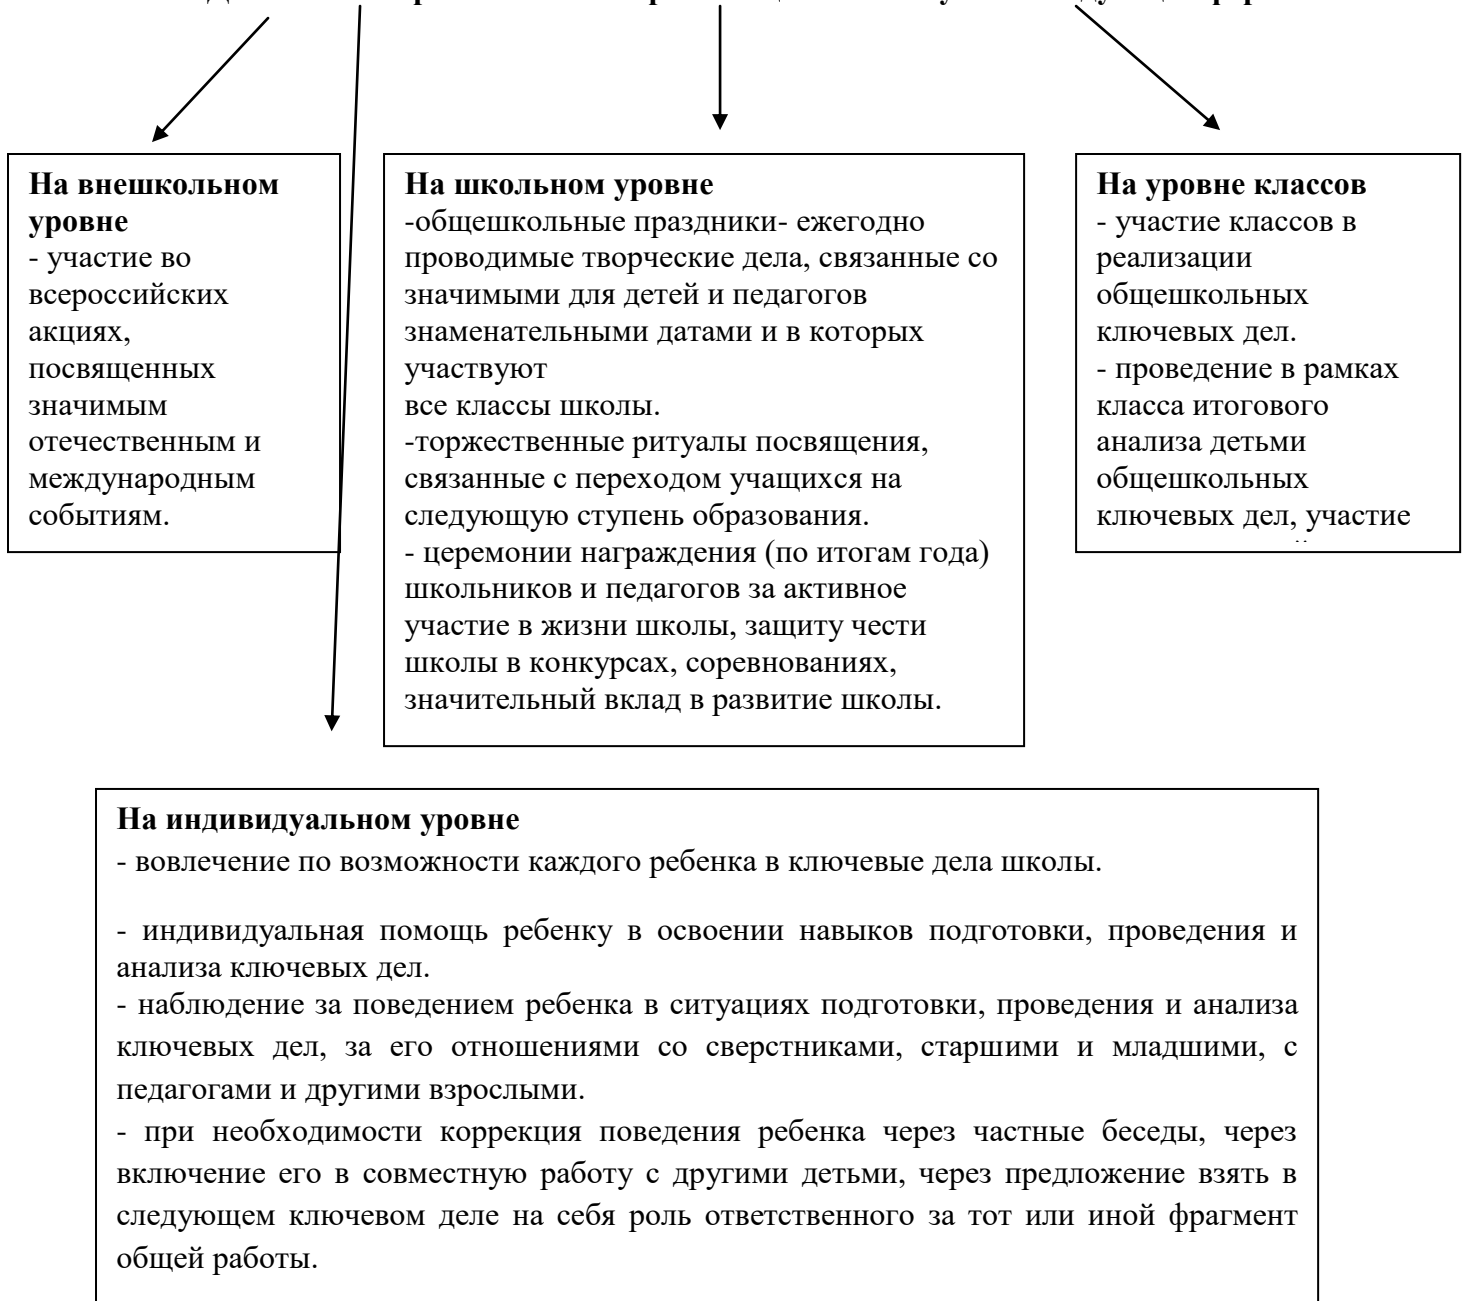 На внешкольном
уровне
- участие во
всероссийских
акциях,
посвященных
значимым
отечественным и
международным
событиям.
На школьном уровне
-общешкольные праздники- ежегодно
проводимые творческие дела, связанные со
значимыми для детей и педагогов
знаменательными датами и в которых
участвуют
все классы школы.
-торжественные ритуалы посвящения,
связанные с переходом учащихся на
следующую ступень образования.
- церемонии награждения (по итогам года)
школьников и педагогов за активное
участие в жизни школы, защиту чести
школы в конкурсах, соревнованиях,
значительный вклад в развитие школы.
На уровне классов
- участие классов в
реализации
общешкольных
ключевых дел.
- проведение в рамках
класса итогового
анализа детьми
общешкольных
ключевых дел, участие
На индивидуальном уровне
- вовлечение по возможности каждого ребенка в ключевые дела школы.
- индивидуальная помощь ребенку в освоении навыков подготовки, проведения и
анализа ключевых дел.
- наблюдение за поведением ребенка в ситуациях подготовки, проведения и анализа
ключевых дел, за его отношениями со сверстниками, старшими и младшими, с
педагогами и другими взрослыми.
- при необходимости коррекция поведения ребенка через частные беседы, через
включение его в совместную работу с другими детьми, через предложение взять в
следующем ключевом деле на себя роль ответственного за тот или иной фрагмент
общей работы.